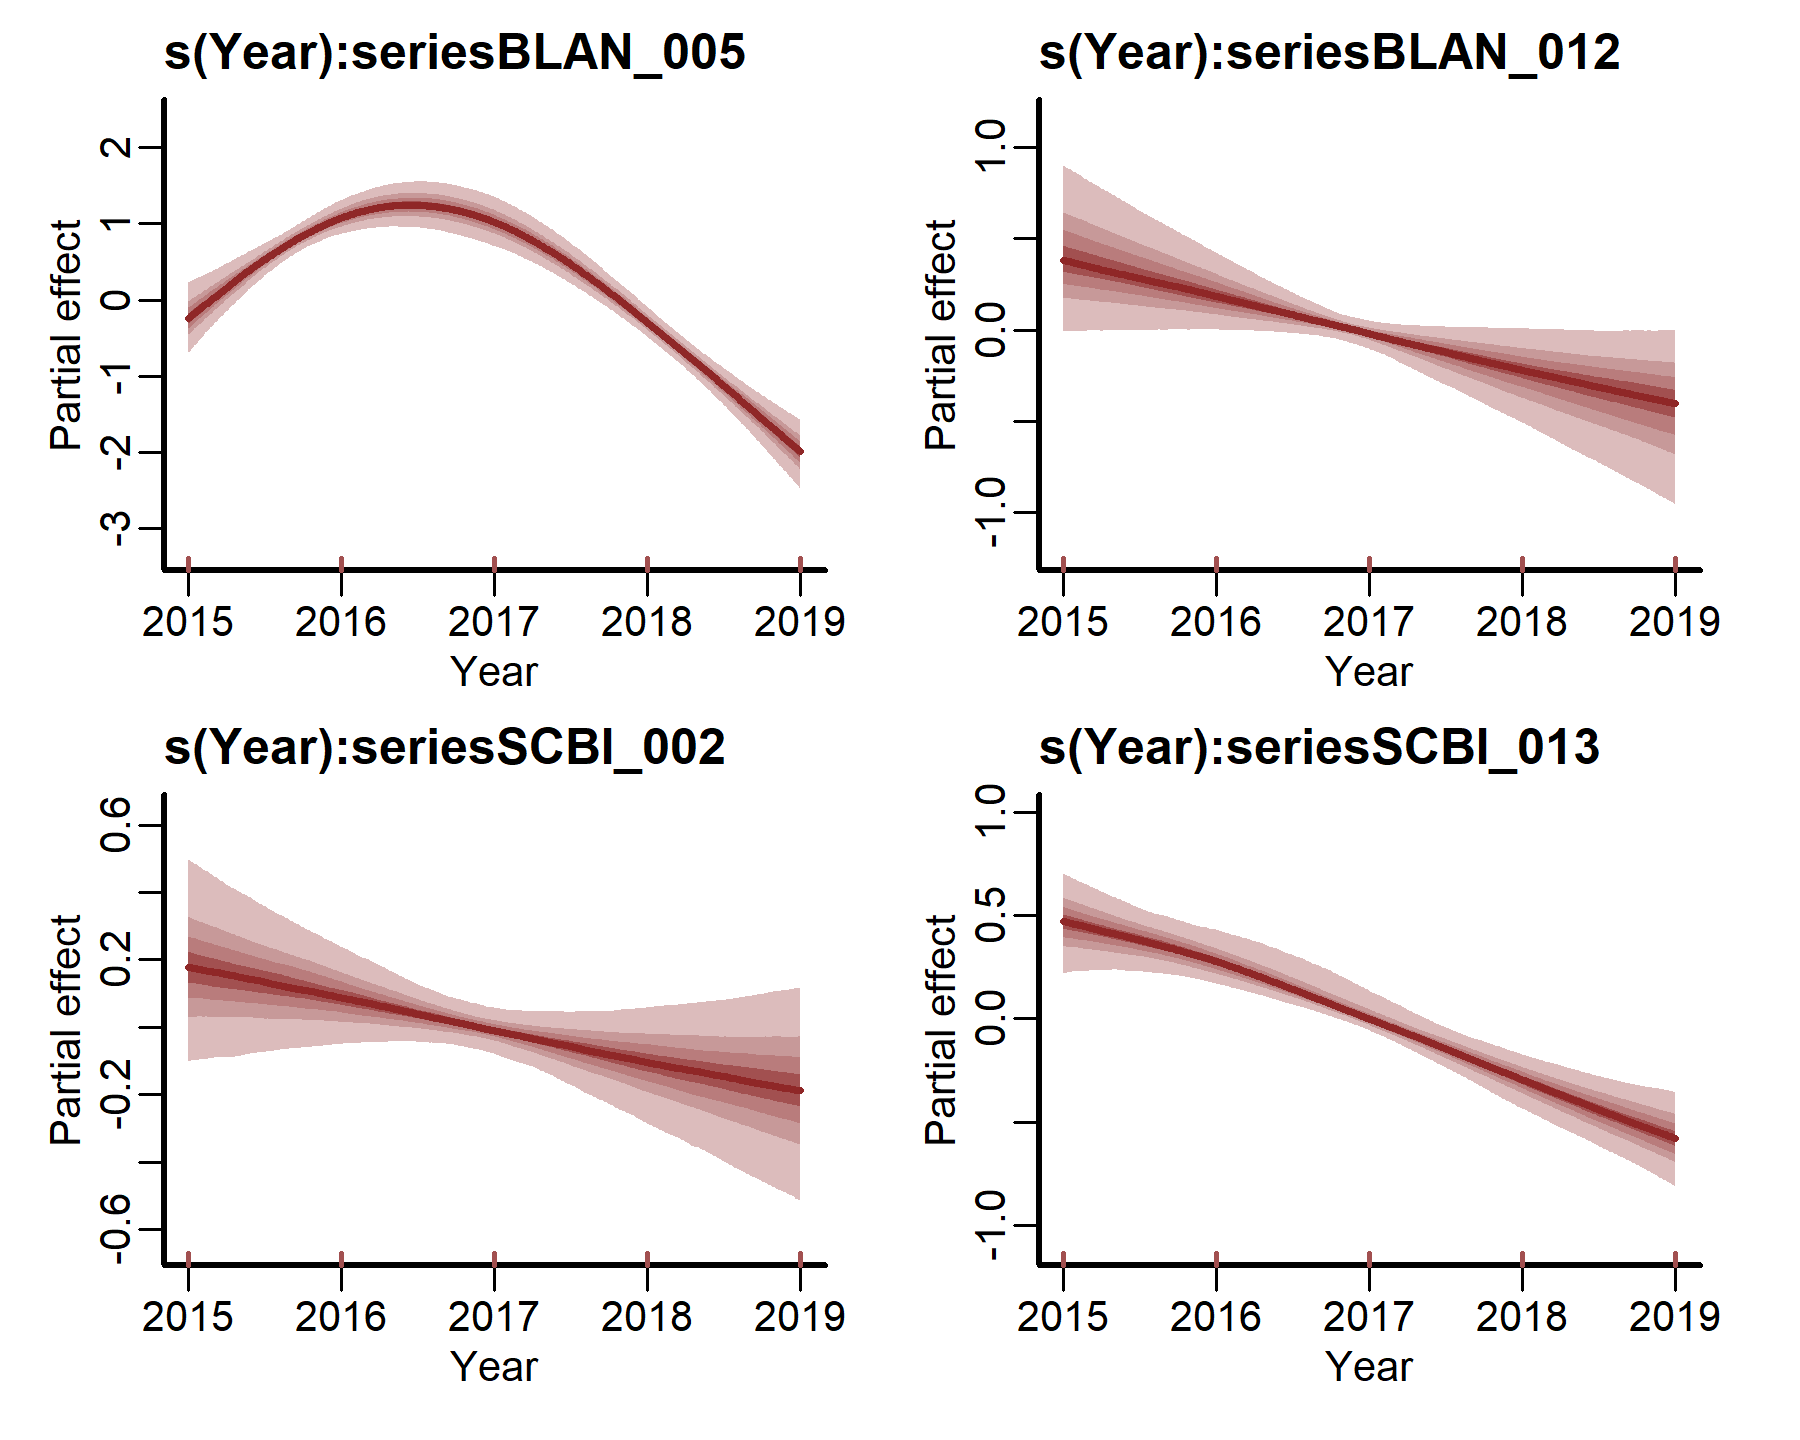 s(Year):seriesBLAN_005
Partial effect
2
1
0
-1
-2
-3
2015 2016 2017 2018 2019
Year
s(Year):seriesBLAN_012
Partial effect
1.0
0.0
-1.0
2015 2016 2017 2018 2019
Year
s(Year):seriesSCBI_002
Partial effect
0.6
0.2
-0.2
-0.6
2015 2016 2017 2018 2019
Year
s(Year):seriesSCBI_013
Partial effect
1.0
0.5
0.0
-1.0
2015 2016 2017 2018 2019
Year